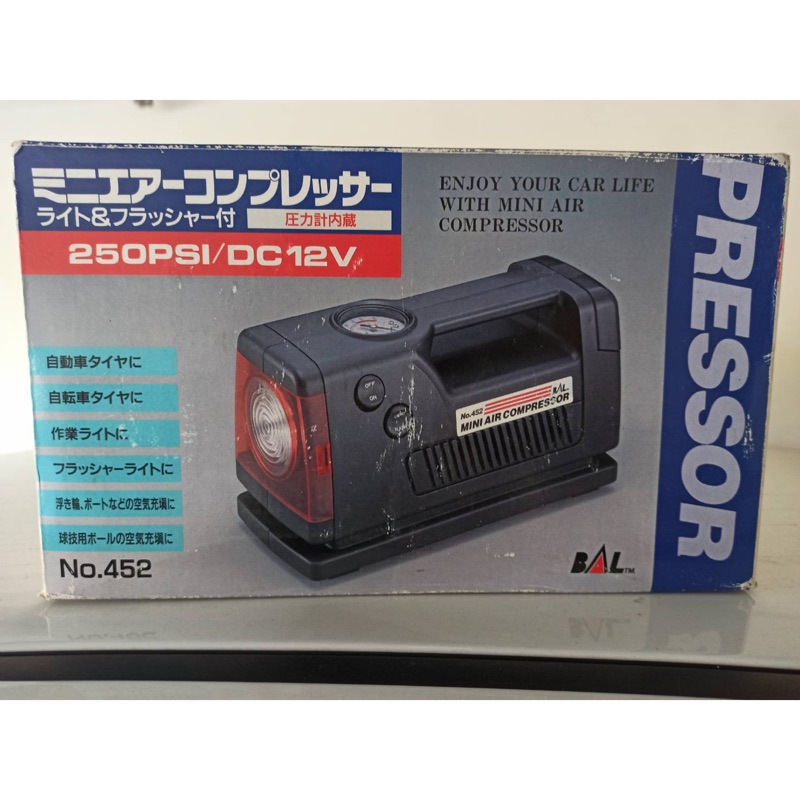 ミニエアーコンプレッサー
ライト&フラッシャー付
圧力計内蔵
250PSI/DC12V
ENJOY YOUR CAR LIFE
WITH MINI AIR
COMPRESSOR
PRESSOR
自動車タイヤに
自転車タイヤに
作業ライトに
フラッシャーライトに
浮き輪、ボートなどの空気充填に
球技用ボールの空気充填に
No.452
OFF
ON
No.452 BAL
MINI AIR COMPRESSOR
BAL TM